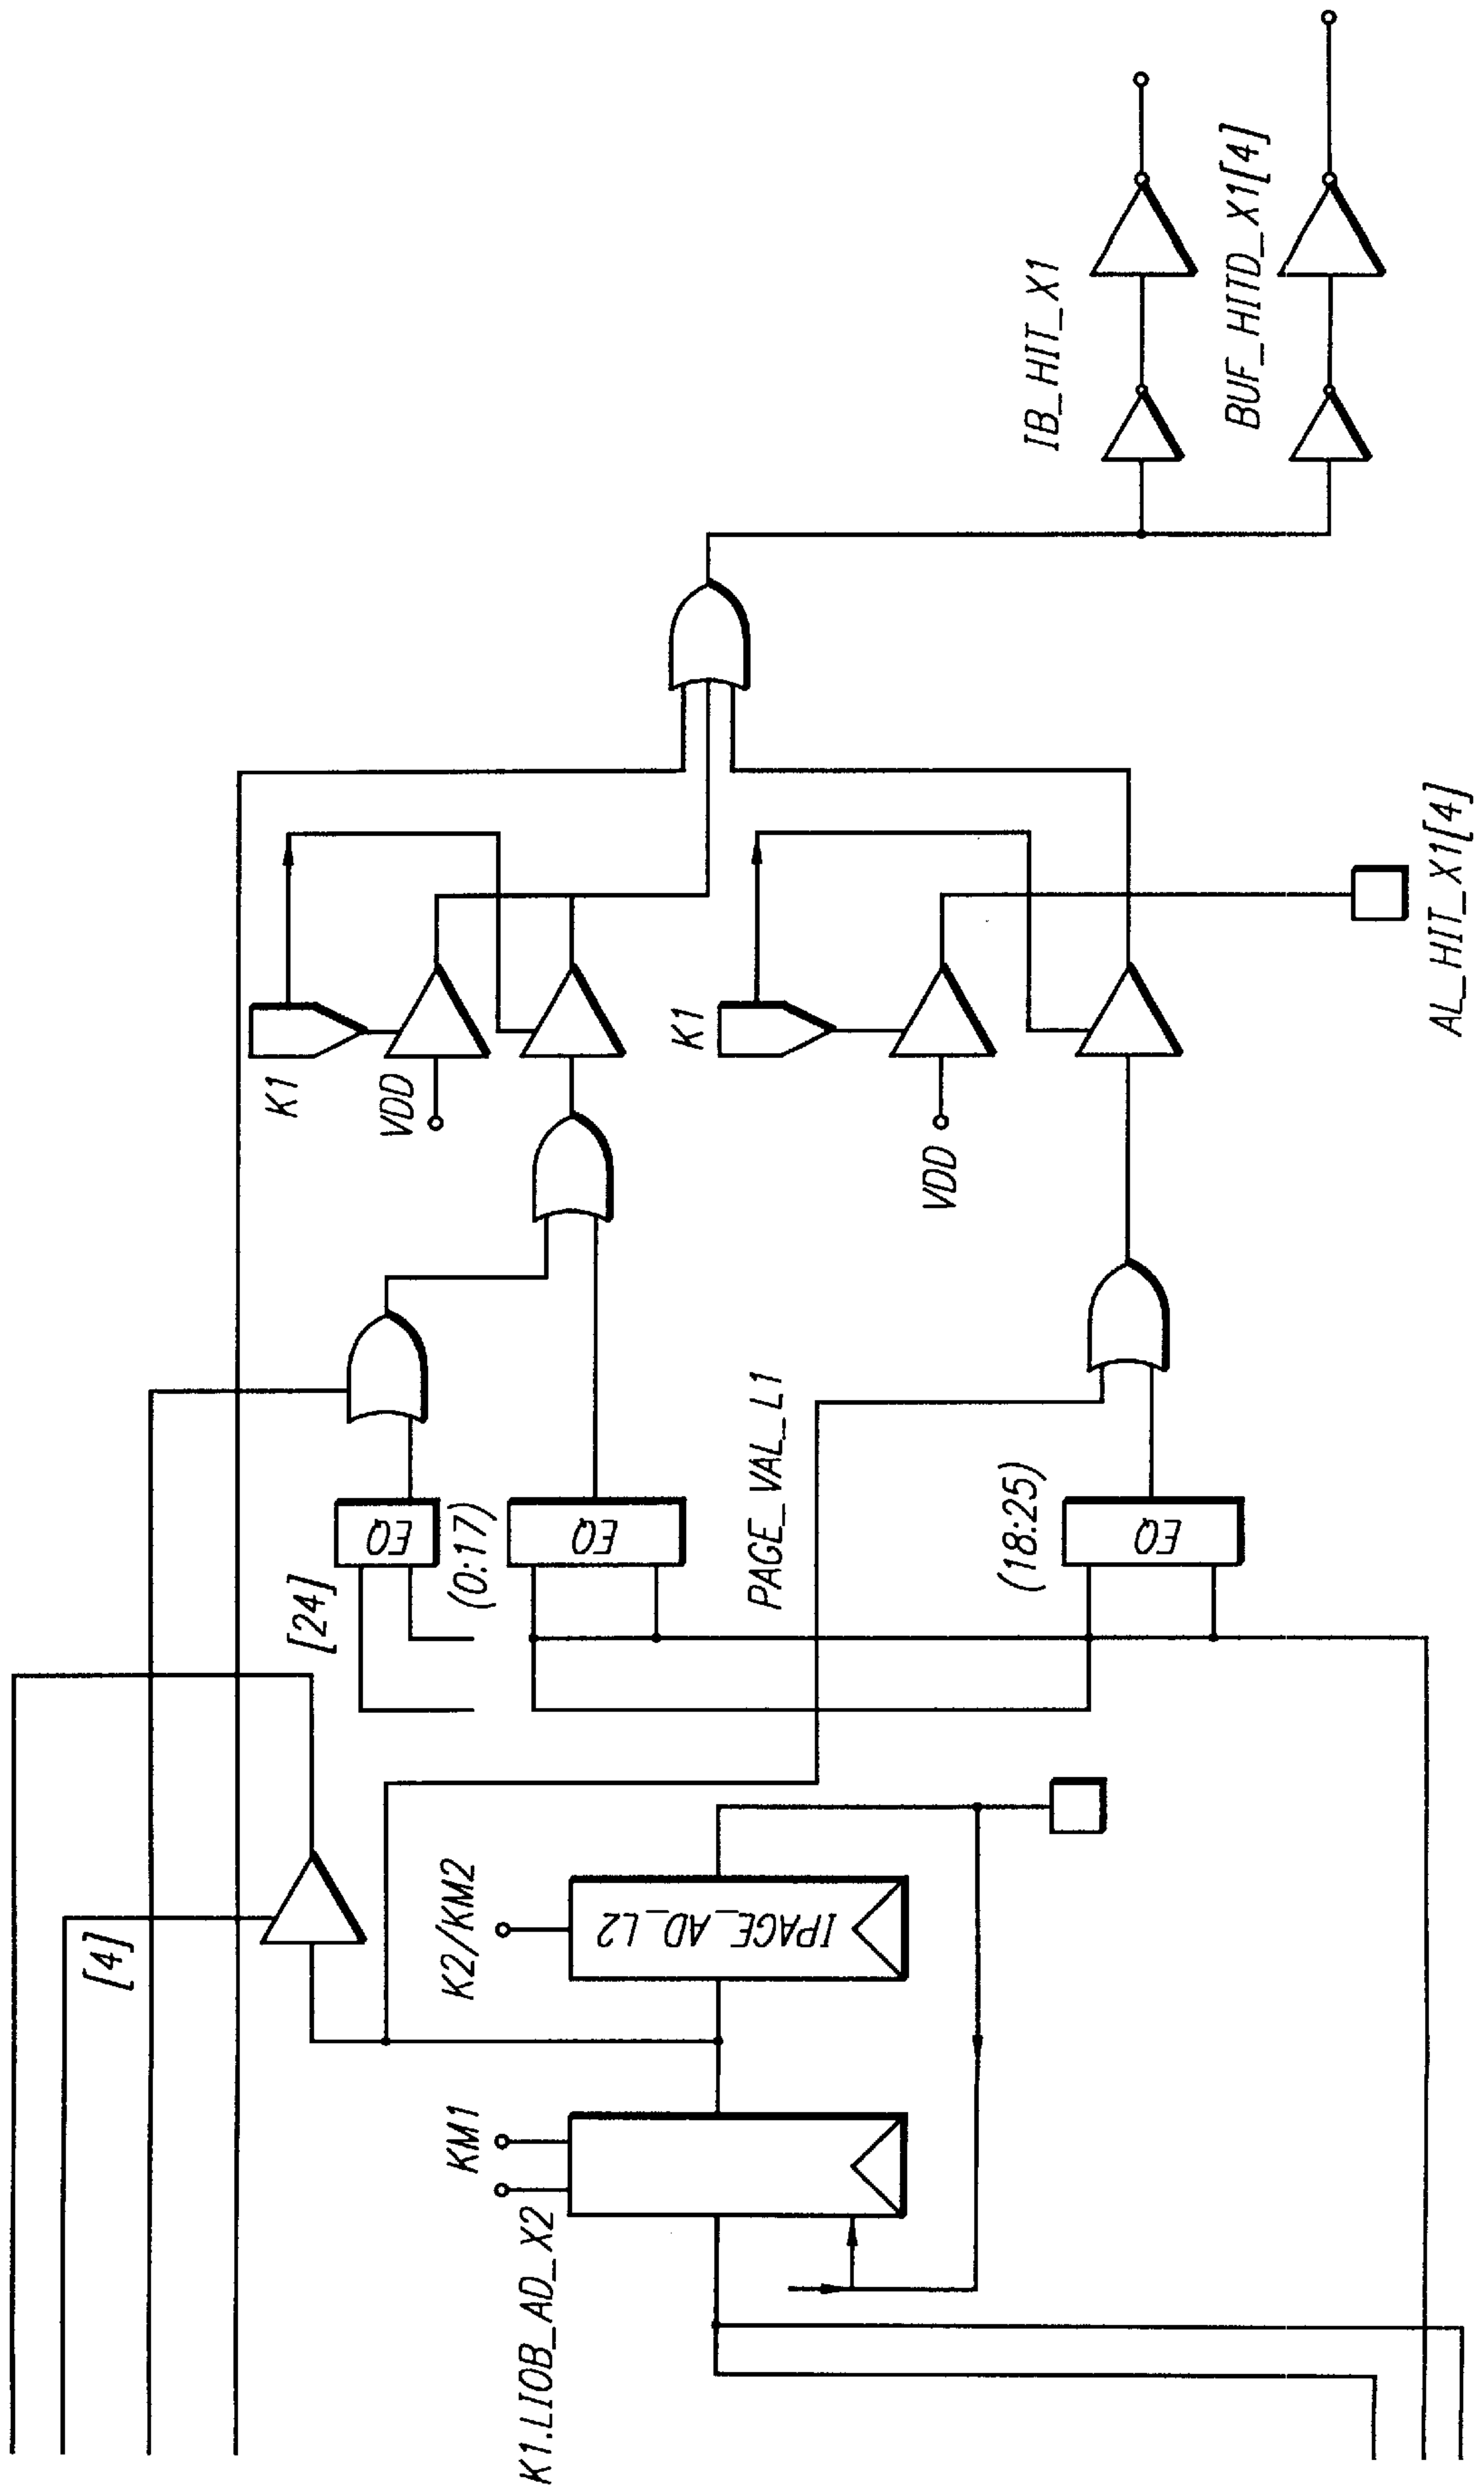 IB_HIT_X1
BUF_HITD_X1[4]
K1
VDD
K1
VDD
AL_HIT_X1[4]
[24]
EQ
(0:17)
EQ
PAGE_VAL_L1
(18:25)
EQ
[4]
K2/KM2
IPAGE_AD_L2
KM1
K1.LIOB_AD_X2